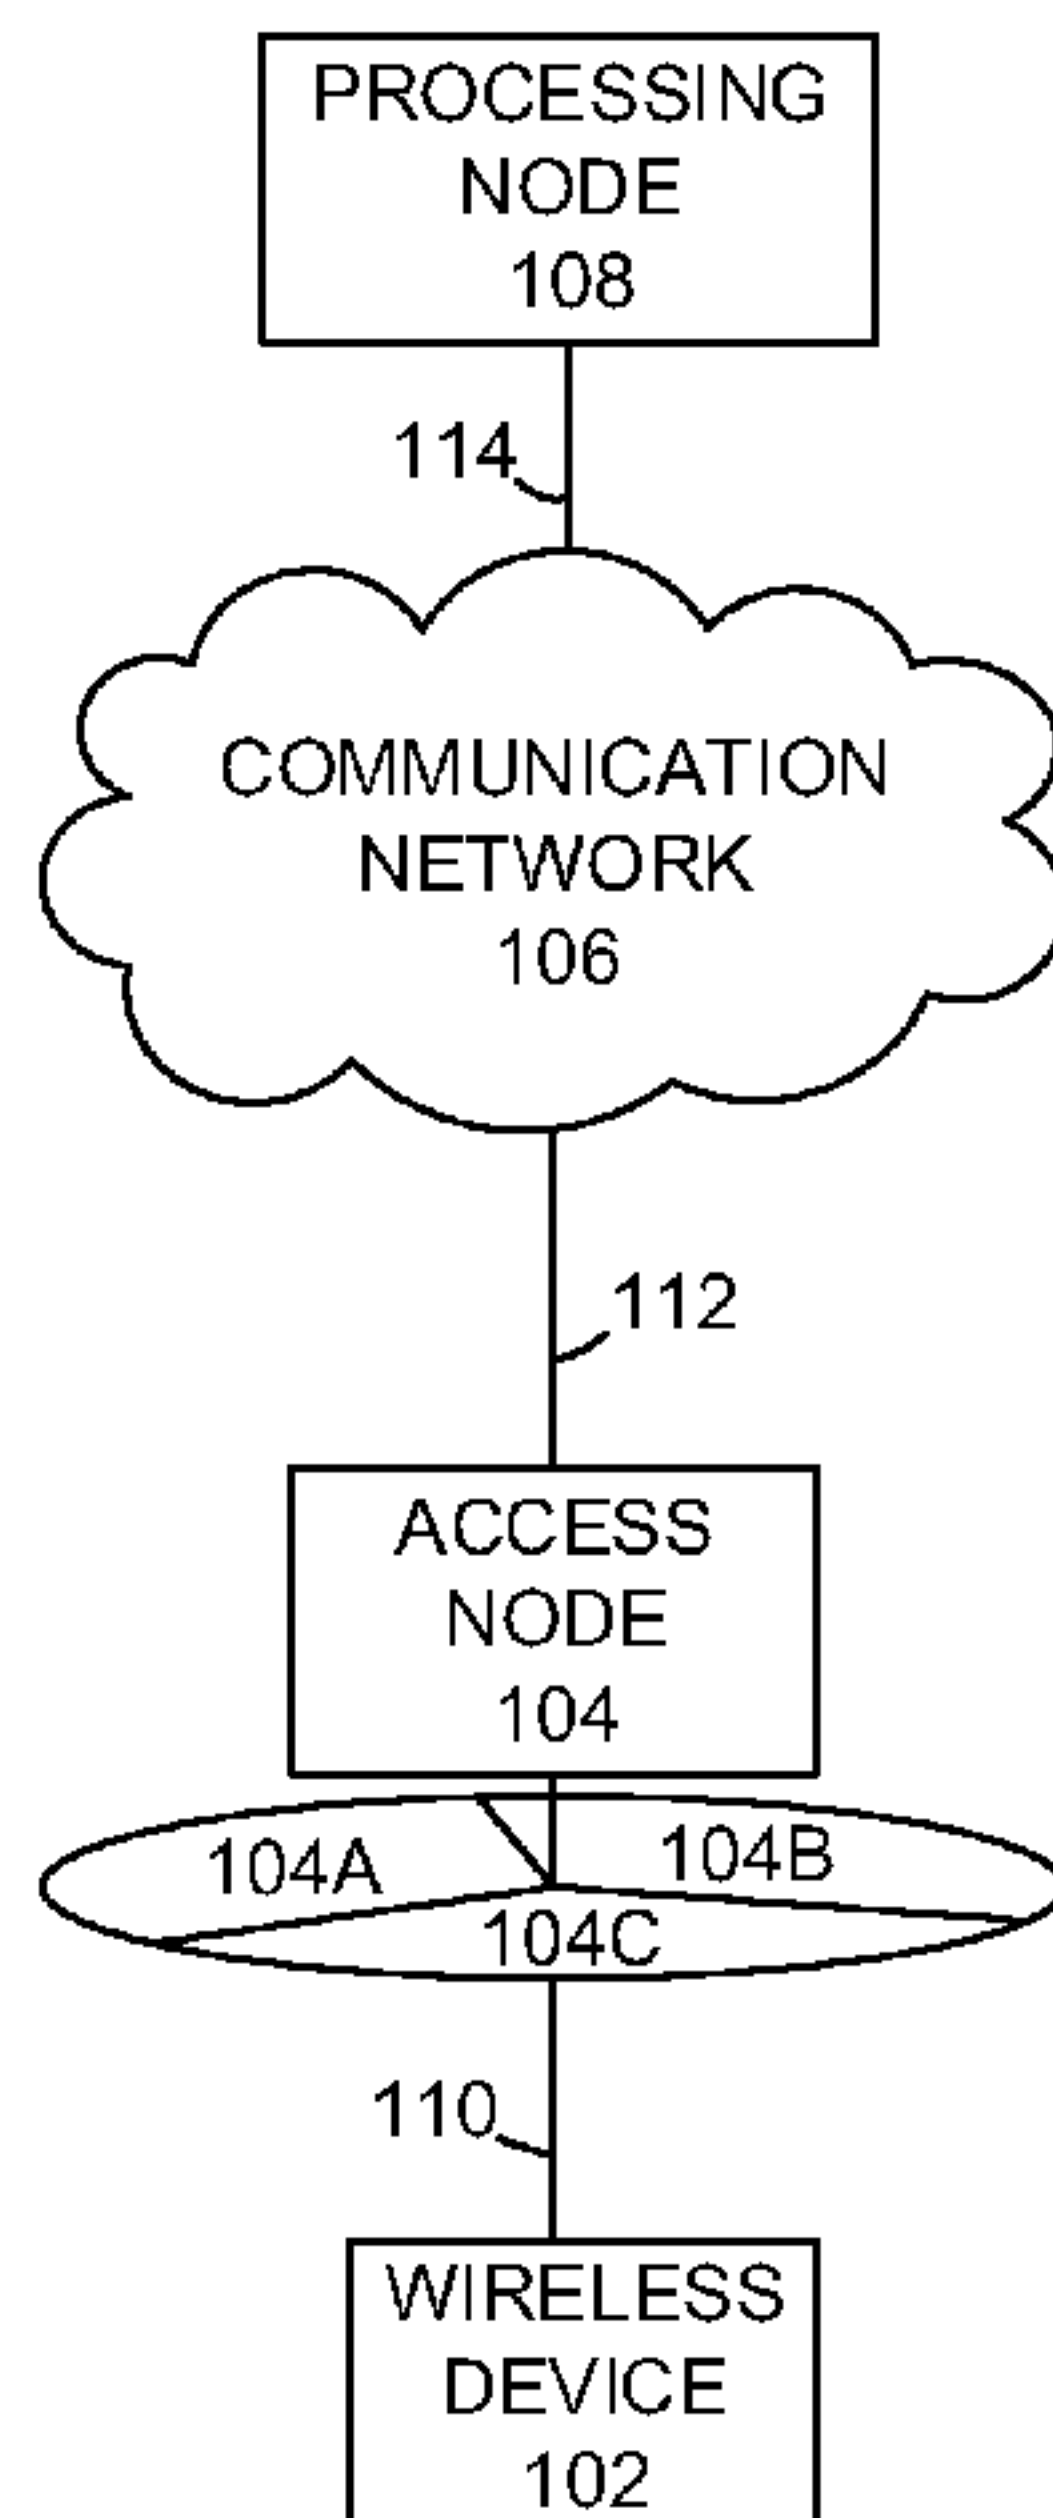 PROCESSING
NODE
108
114
COMMUNICATION
NETWORK
106
112
ACCESS
NODE
104
104A
104B
104C
110
WIRELESS
DEVICE
102